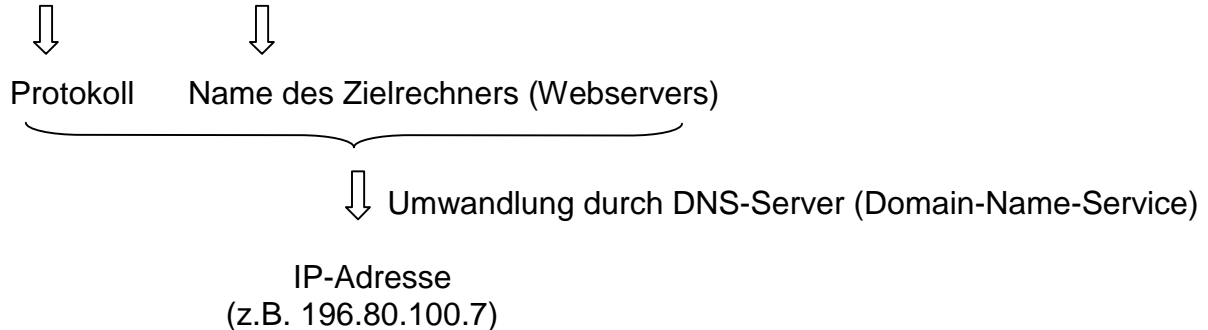 Protokoll Name des Zielrechners (Webservers)
Umwandlung durch DNS-Server (Domain-Name-Service)
IP-Adresse
(z.B. 196.80.100.7)